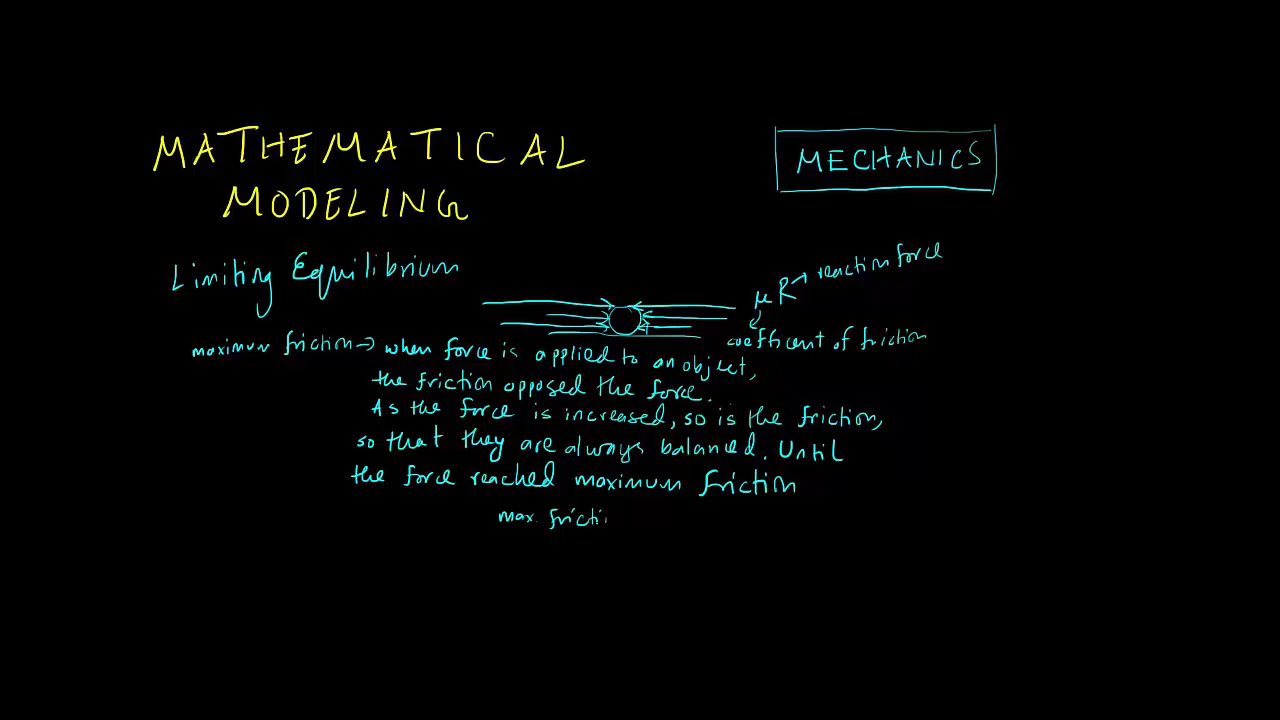 MATHEMATICAL
MODELING
MECHANICS
Limiting Equilibrium
μR → reaction force
coefficient of friction
maximum friction → when force is applied to an object,
the friction opposed the force.
As the force is increased, so is the friction,
so that they are always balanced. Until
the force reached maximum friction
max. fricti